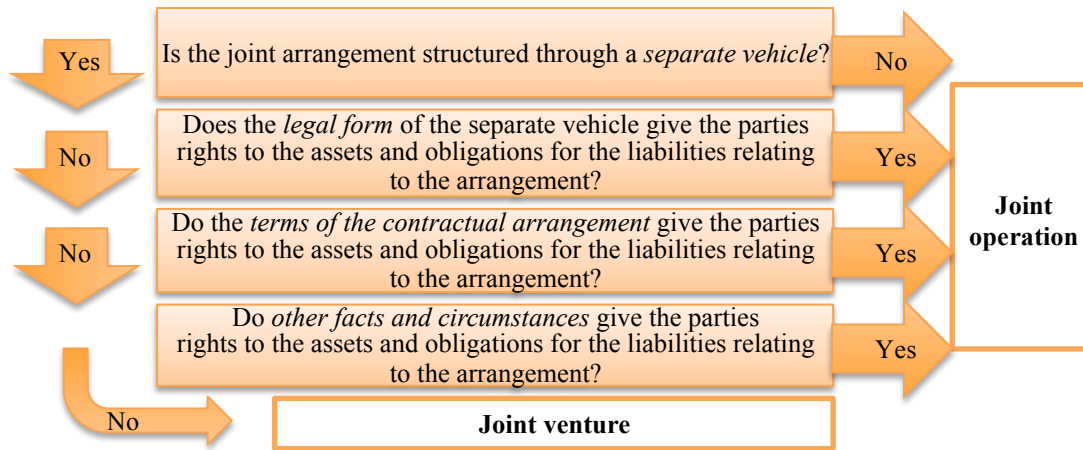 Is the joint arrangement structured through a separate vehicle?
Yes
No
Does the legal form of the separate vehicle give the parties
rights to the assets and obligations for the liabilities relating
to the arrangement?
No
Yes
Do the terms of the contractual arrangement give the parties
rights to the assets and obligations for the liabilities relating
to the arrangement?
No
Yes
Do other facts and circumstances give the parties
rights to the assets and obligations for the liabilities relating
to the arrangement?
Yes
Joint
operation
No
Joint venture